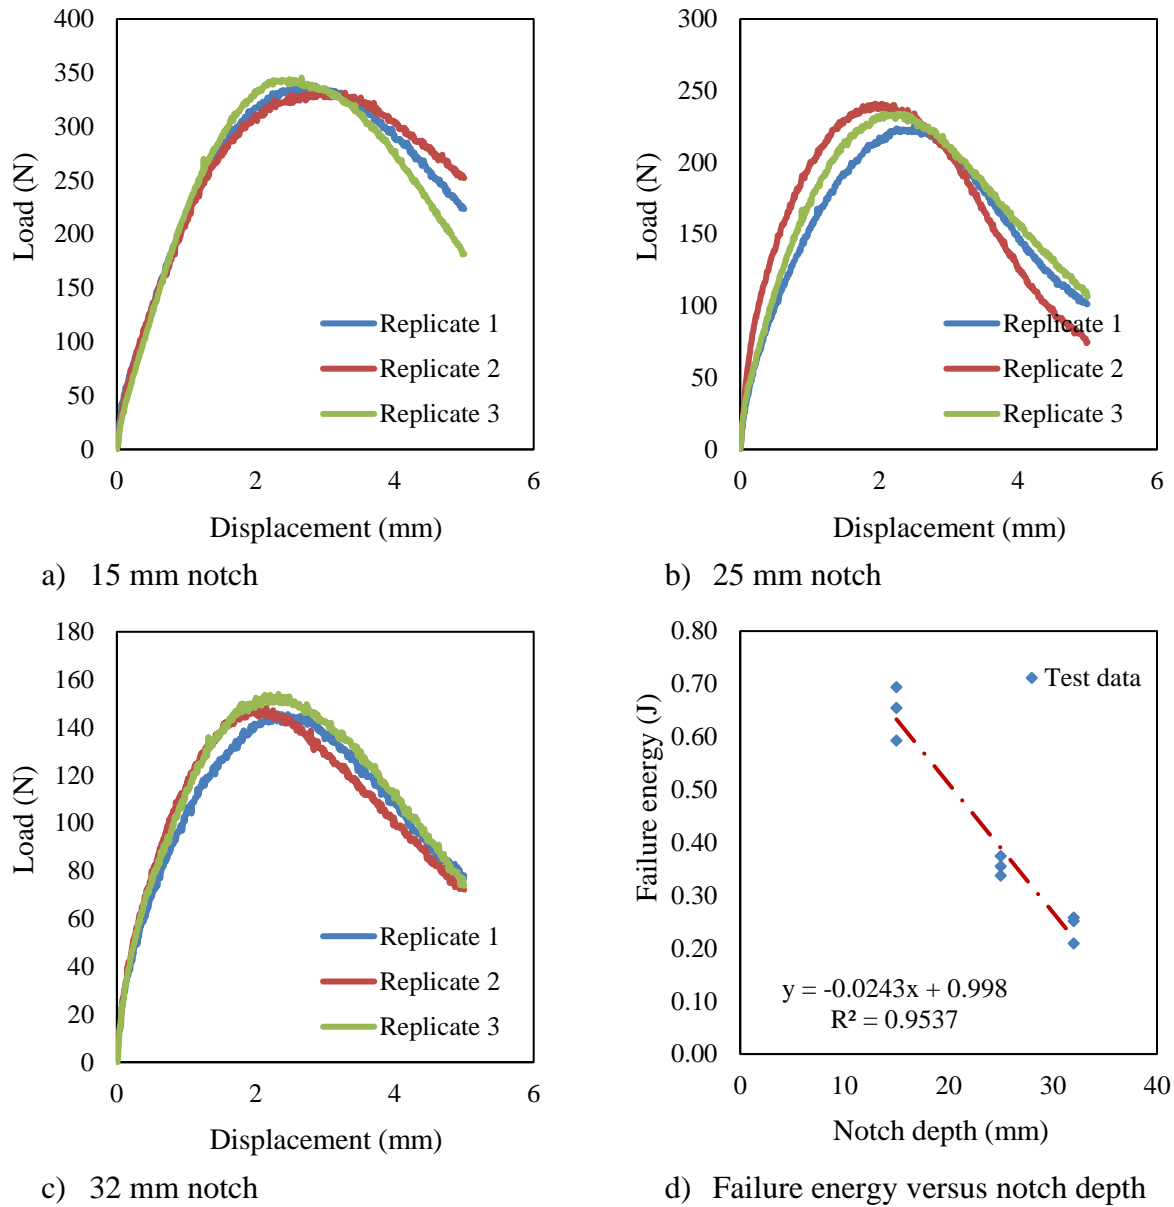 400
350
300
250
200
150
100
50
0
Load (N)
0 2 4 6
Displacement (mm)
Replicate 1
Replicate 2
Replicate 3
a) 15 mm notch
300
250
200
150
100
50
0
Load (N)
0 2 4 6
Displacement (mm)
Replicate 1
Replicate 2
Replicate 3
b) 25 mm notch
180
160
140
120
100
80
60
40
20
0
Load (N)
0 2 4 6
Displacement (mm)
Replicate 1
Replicate 2
Replicate 3
c) 32 mm notch
0.80
0.70
0.60
0.50
0.40
0.30
0.20
0.10
0.00
Failure energy (J)
Test data
y = -0.0243x + 0.998
R² = 0.9537
0 10 20 30 40
Notch depth (mm)
d) Failure energy versus notch depth